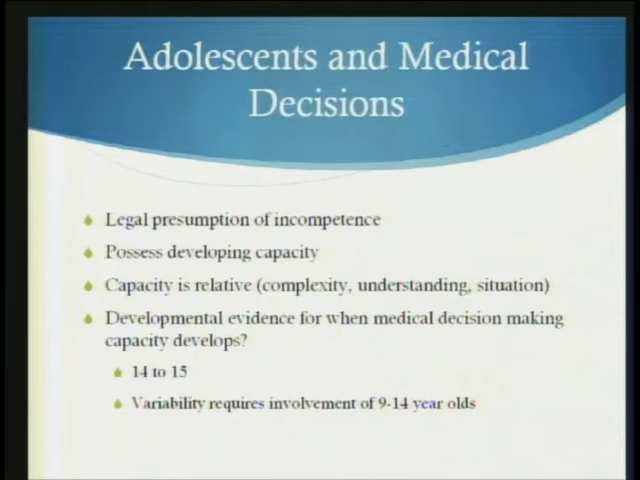 Adolescents and Medical
Decisions
Legal presumption of incompetence
Possess developing capacity
Capacity is relative (complexity, understanding, situation)
Developmental evidence for when medical decision making
capacity develops?
14 to 15
Variability requires involvement of 9-14 year olds